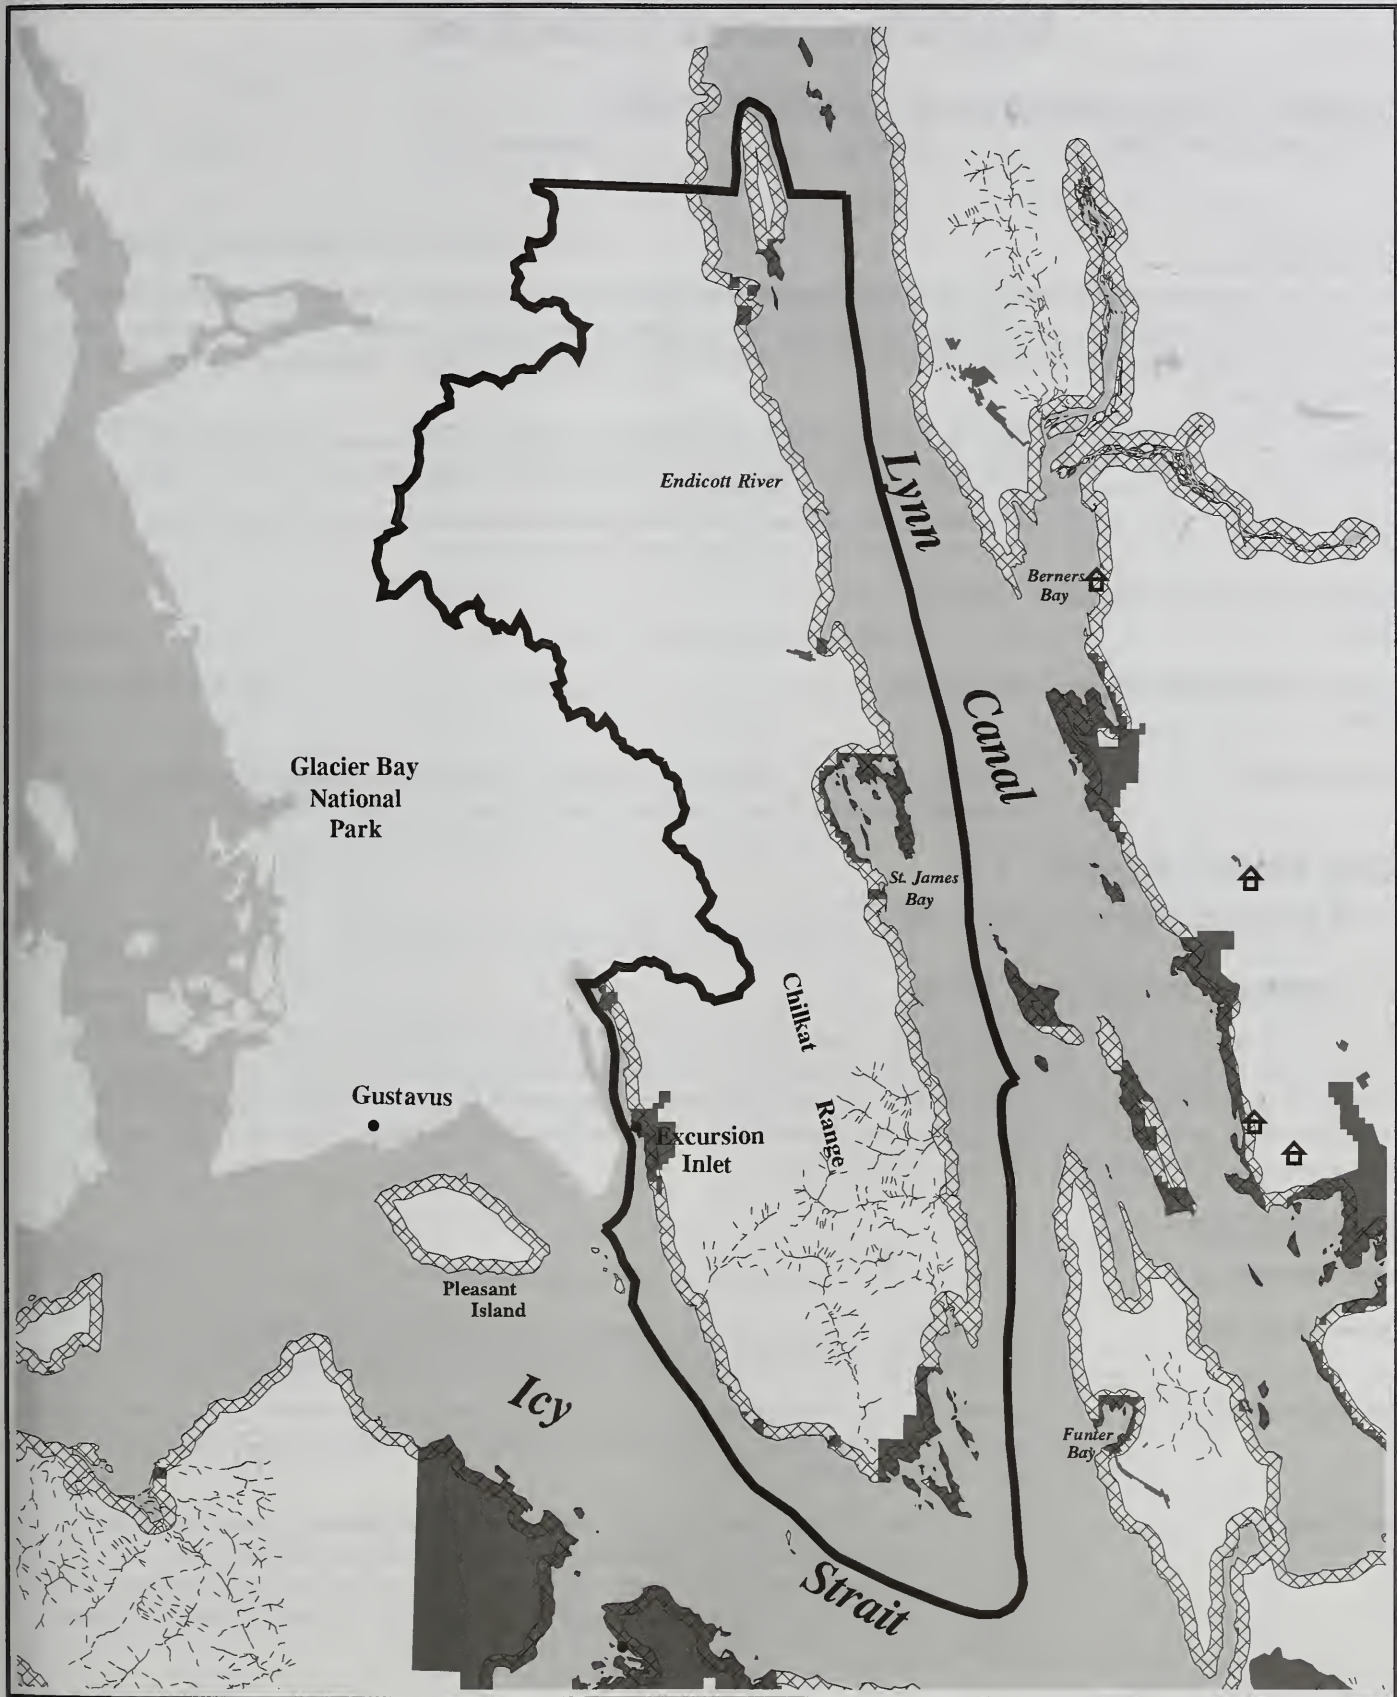 Endicott River
Lynn
Berners
Bay
Canal
Glacier Bay
National
Park
St. James
Bay
Chilkat
Range
Gustavus
Excursion
Inlet
Pleasant
Island
Icy
Funter
Bay
Strait